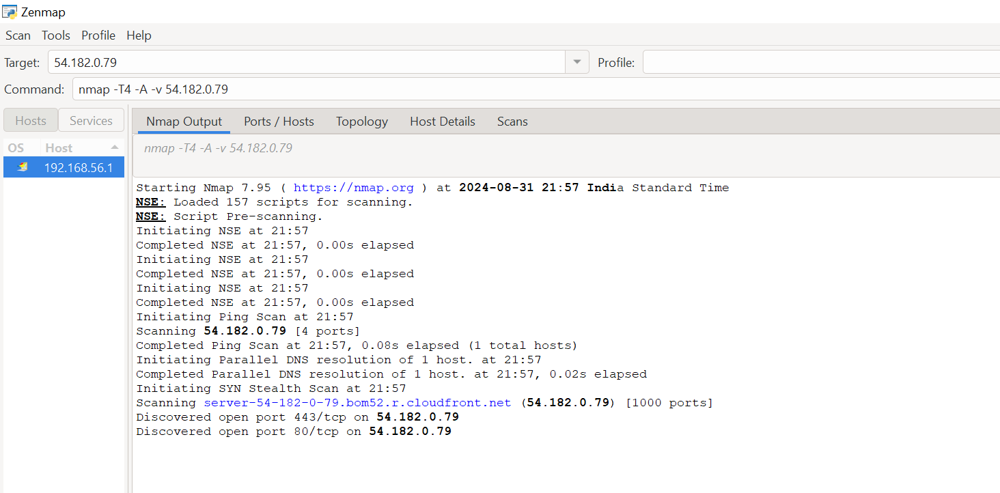 Zenmap
Scan Tools Profile Help
Target: 54.182.0.79 Profile:
Command: nmap -T4 -A -v 54.182.0.79
Hosts Services Nmap Output Ports / Hosts Topology Host Details Scans
OS Host nmap -T4 -A -v 54.182.0.79
192.168.56.1
Starting Nmap 7.95 ( https://nmap.org ) at 2024-08-31 21:57 India Standard Time
NSE: Loaded 157 scripts for scanning.
NSE: Script Pre-scanning.
Initiating NSE at 21:57
Completed NSE at 21:57, 0.00s elapsed
Initiating NSE at 21:57
Completed NSE at 21:57, 0.00s elapsed
Initiating NSE at 21:57
Completed NSE at 21:57, 0.00s elapsed
Initiating Ping Scan at 21:57
Scanning 54.182.0.79 [4 ports]
Completed Ping Scan at 21:57, 0.08s elapsed (1 total hosts)
Initiating Parallel DNS resolution of 1 host. at 21:57
Completed Parallel DNS resolution of 1 host. at 21:57, 0.02s elapsed
Initiating SYN Stealth Scan at 21:57
Scanning server-54-182-0-79.bom52.r.cloudfront.net (54.182.0.79) [1000 ports]
Discovered open port 443/tcp on 54.182.0.79
Discovered open port 80/tcp on 54.182.0.79